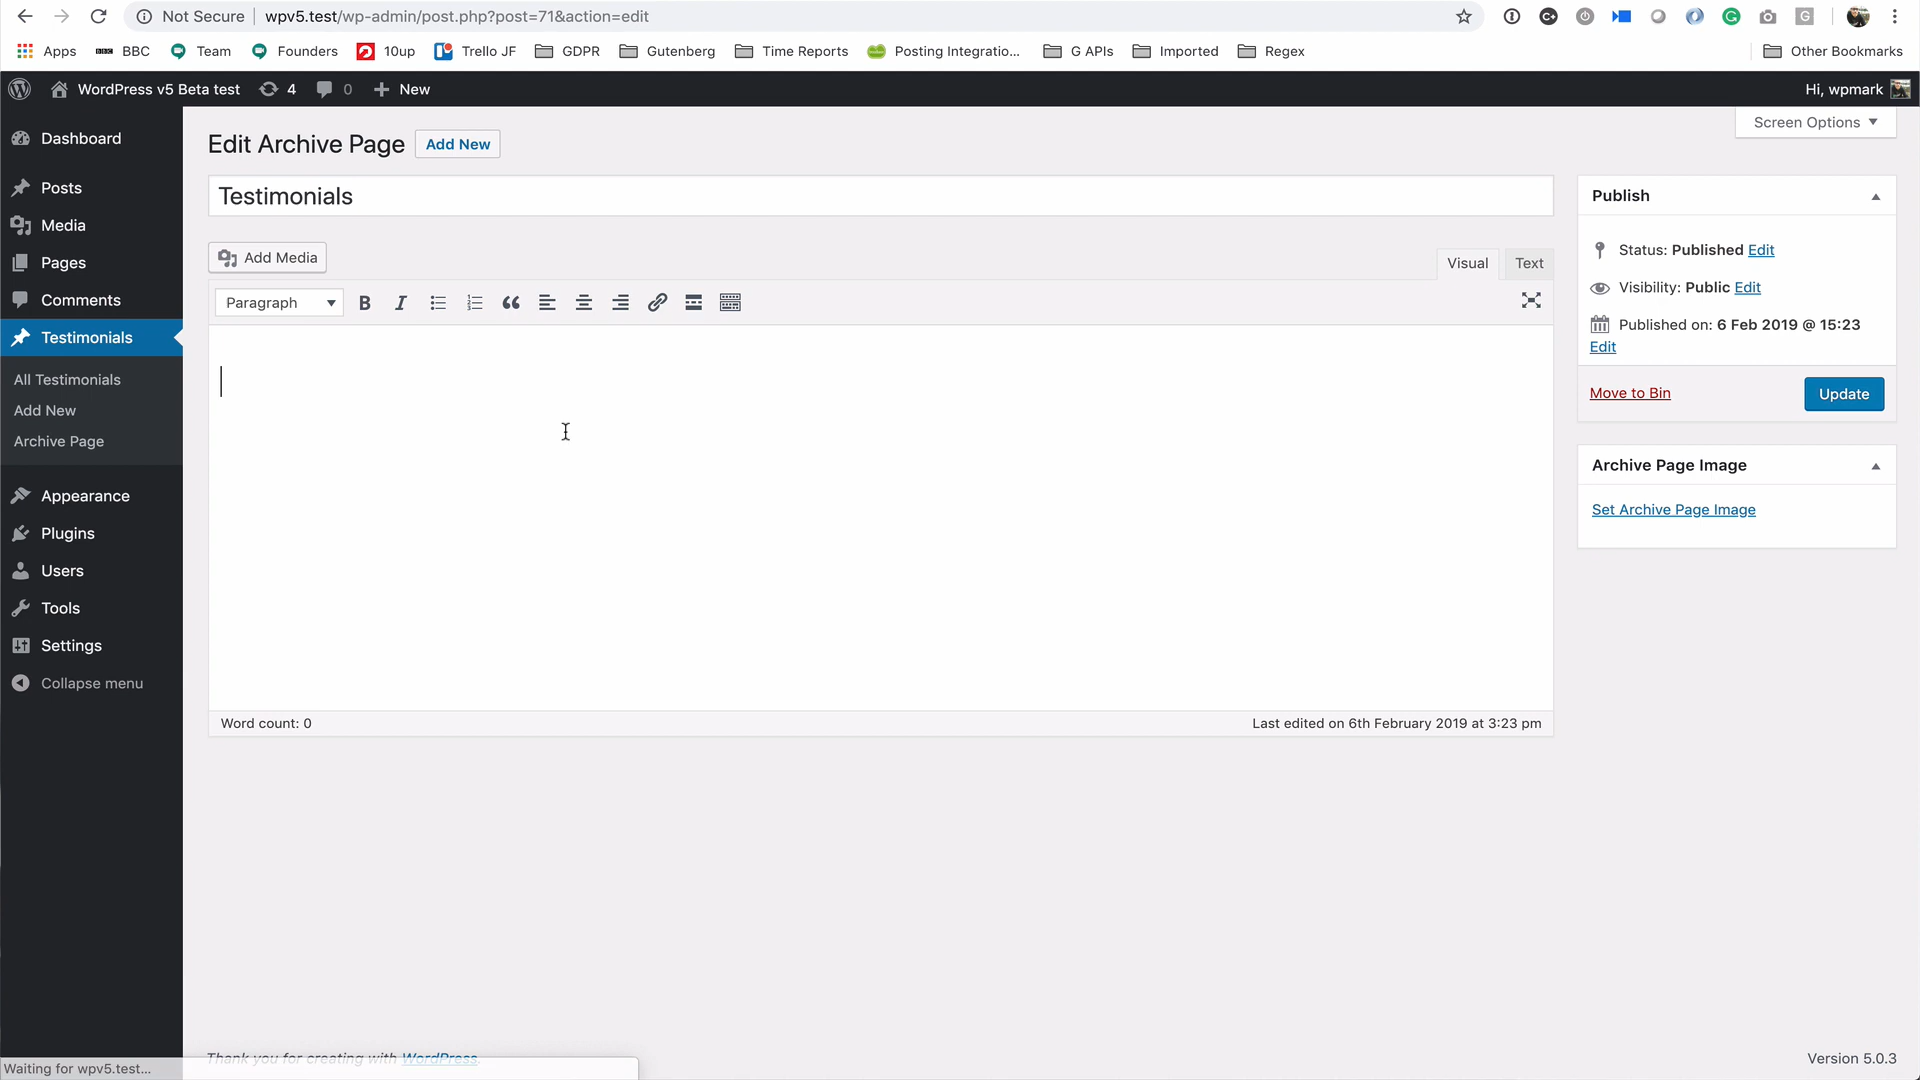 Not Secure wpv5.test/wp-admin/post.php?post=71&action=edit
Apps BBC Team Founders 10up Trello JF GDPR Gutenberg Time Reports Posting Integratio... G APIs Imported Regex Other Bookmarks
WordPress v5 Beta test 4 0 New Hi, wpmark
Screen Options
Dashboard
Posts
Media
Pages
Comments
Testimonials
All Testimonials
Add New
Archive Page
Appearance
Plugins
Users
Tools
Settings
Collapse menu
Edit Archive Page Add New
Testimonials
Add Media
Visual Text
Paragraph
Word count: 0 Last edited on 6th February 2019 at 3:23 pm
Publish
Status: Published Edit
Visibility: Public Edit
Published on: 6 Feb 2019 @ 15:23
Edit
Move to Bin Update
Archive Page Image
Set Archive Page Image
Thank you for creating with WordPress.
Version 5.0.3
Waiting for wpv5.test...